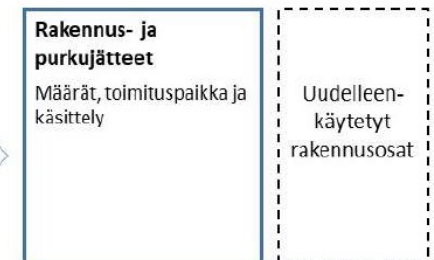 Rakennus- ja
purkujätteet
Määrät, toimituspaikka ja
käsittely
Uudelleen-
käytetyt
rakennusosat